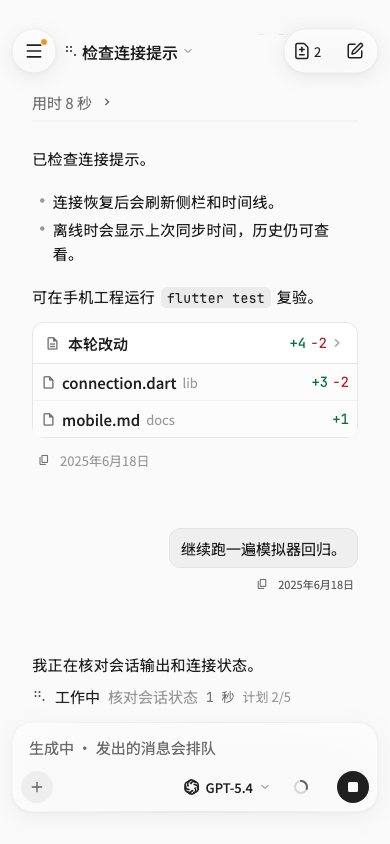 检查连接提示
2
用时 8 秒
已检查连接提示。
连接恢复后会刷新侧栏和时间线。
离线时会显示上次同步时间，历史仍可查
看。
可在手机工程运行 flutter test 复验。
本轮改动 +4 -2
connection.dart lib +3 -2
mobile.md docs +1
2025年6月18日
继续跑一遍模拟器回归。
2025年6月18日
我正在核对会话输出和连接状态。
工作中 核对会话状态 1 秒 计划 2/5
生成中 · 发出的消息会排队
GPT-5.4